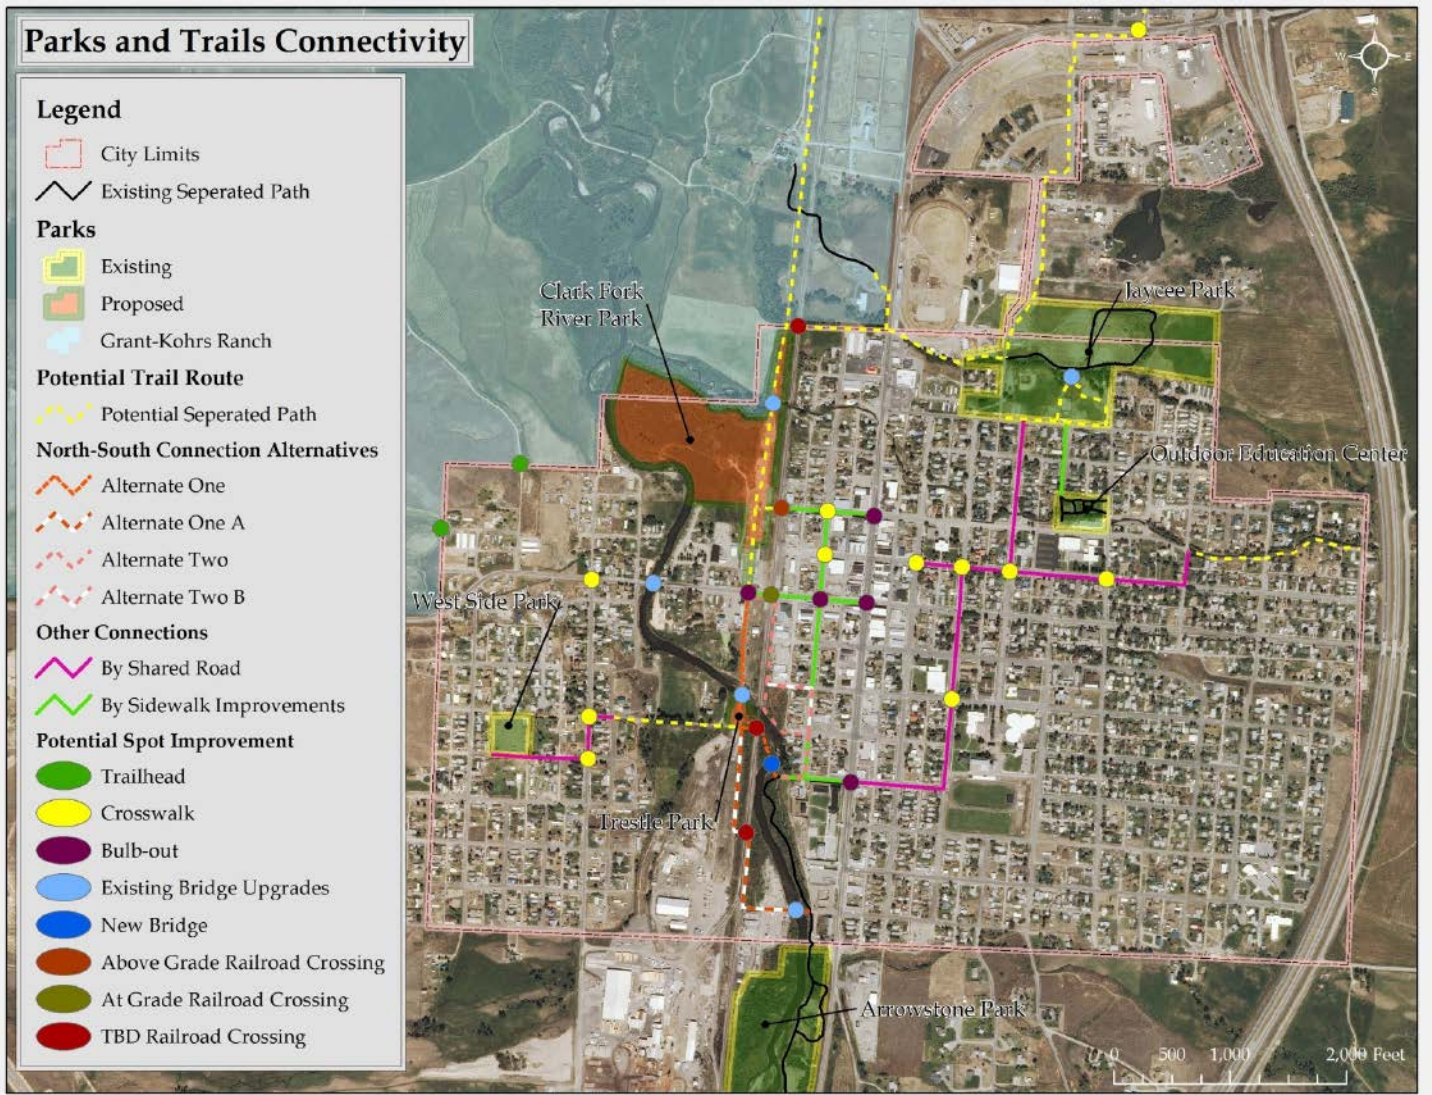 Parks and Trails Connectivity
Legend
City Limits
Existing Seperated Path
Parks
Existing
Proposed
Grant-Kohrs Ranch
Potential Trail Route
Potential Seperated Path
North-South Connection Alternatives
Alternate One
Alternate One A
Alternate Two
Alternate Two B
Other Connections
By Shared Road
By Sidewalk Improvements
Potential Spot Improvement
Trailhead
Crosswalk
Bulb-out
Existing Bridge Upgrades
New Bridge
Above Grade Railroad Crossing
At Grade Railroad Crossing
TBD Railroad Crossing
W E
S
Clark Fork
River Park
Jaycee Park
Outdoor Education Center
West Side Park
Trestle Park
Arrowstone Park
0 500 1,000 2,000 Feet